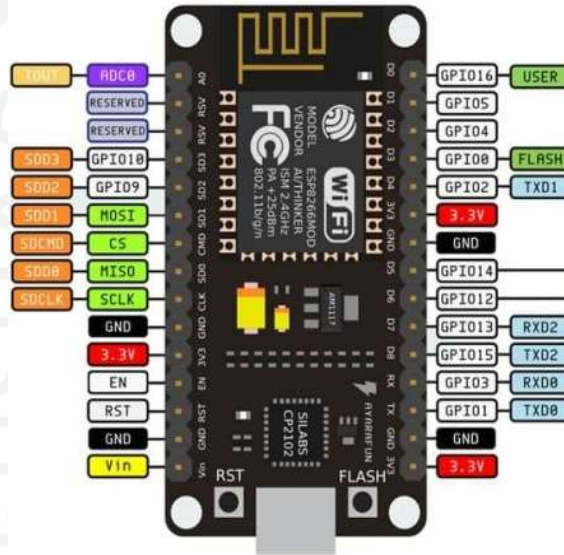 TOUT ADC0 A0 D0 GPIO16 USER
RESERVED RSV D1 GPIO5
RESERVED RSV D2 GPIO4
SDD3 GPIO10 SD3 D3 GPIO0 FLASH
SDD2 GPIO9 SD2 D4 GPIO2 TXD1
SDD1 MOSI SD1 3V3 3.3V
SDCMD CS CMD GND GND
SDD0 MISO SD0 D5 GPIO14
SDCLK SCLK CLK D6 GPIO12
GND GND D7 GPIO13 RXD2
3.3V 3V3 D8 GPIO15 TXD2
EN EN RX GPIO3 RXD0
RST RST TX GPIO1 TXD0
GND GND GND GND
Vin Vin 3V3 3.3V
MODEL ESP8266MOD
VENDOR AI/THINKER
ISM 2.4GHz
PA +25dBm
802.11b/g/n
FC
WiFi
AM1117
SILABS
CP2102
AYARAFUN
RST
FLASH